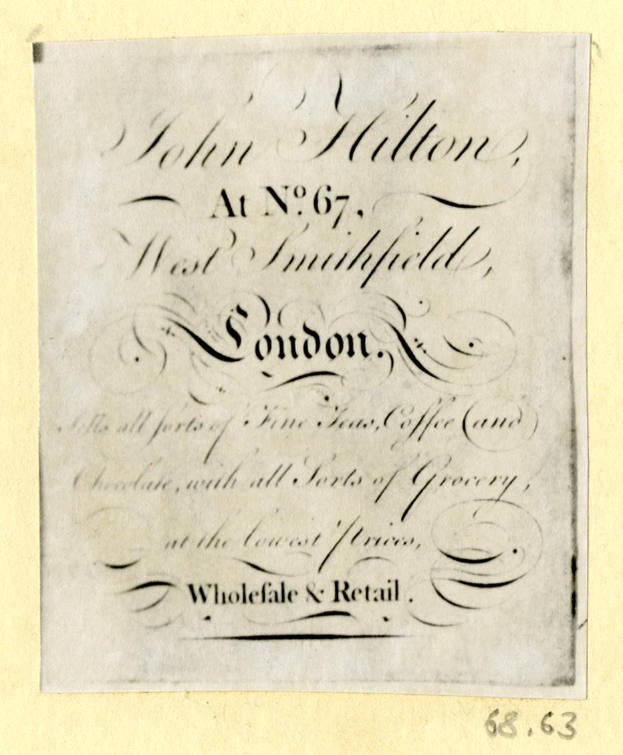 John Hilton,
At Nº. 67,
West Smithfield,
London.
Sells all ſorts of Fine Teas, Coffee (and
Chocolate, with all Sorts of Grocery,
at the lowest Prices,
Wholeſale & Retail.
68.63